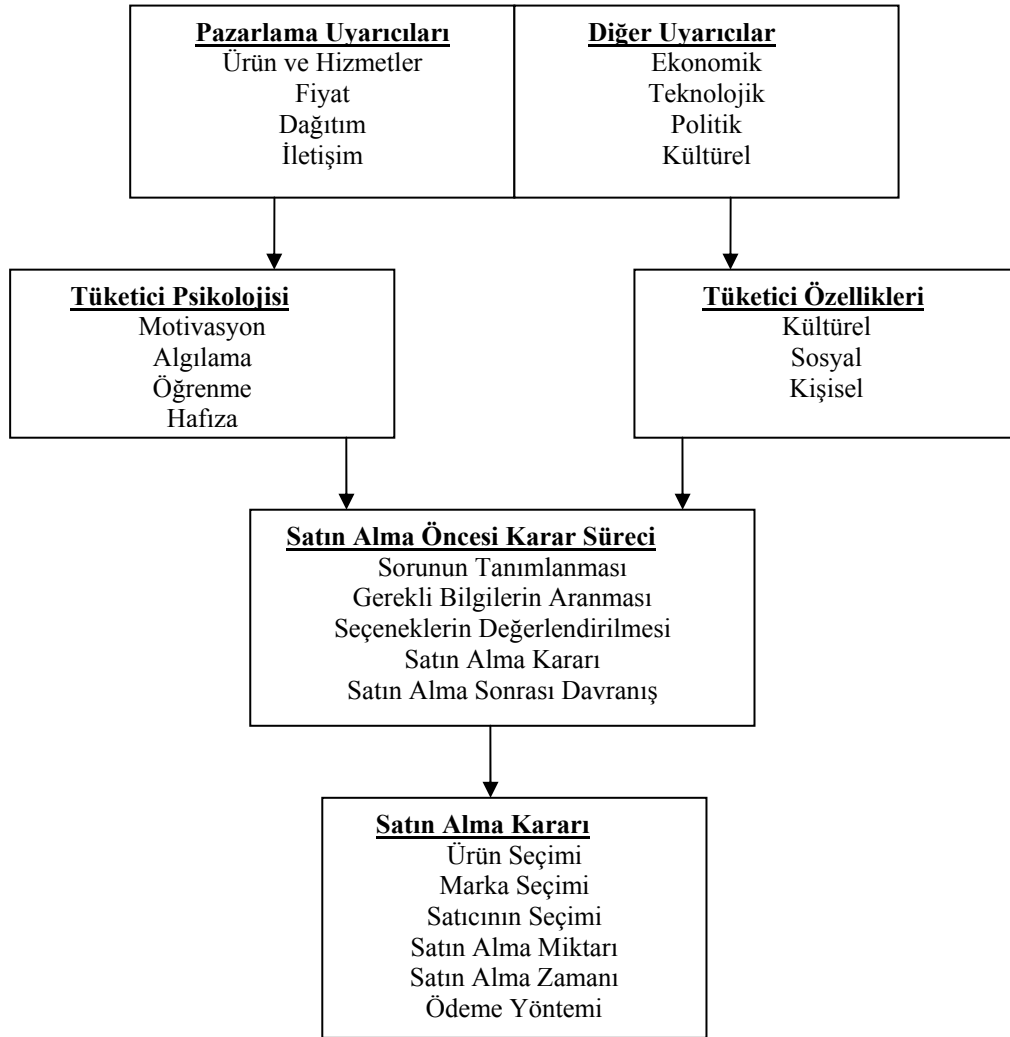 Pazarlama Uyarıcıları
Ürün ve Hizmetler
Fiyat
Dağıtım
İletişim
Diğer Uyarıcılar
Ekonomik
Teknolojik
Politik
Kültürel
Tüketici Psikolojisi
Motivasyon
Algılama
Öğrenme
Hafıza
Tüketici Özellikleri
Kültürel
Sosyal
Kişisel
Satın Alma Öncesi Karar Süreci
Sorunun Tanımlanması
Gerekli Bilgilerin Aranması
Seçeneklerin Değerlendirilmesi
Satın Alma Kararı
Satın Alma Sonrası Davranış
Satın Alma Kararı
Ürün Seçimi
Marka Seçimi
Satıcının Seçimi
Satın Alma Miktarı
Satın Alma Zamanı
Ödeme Yöntemi